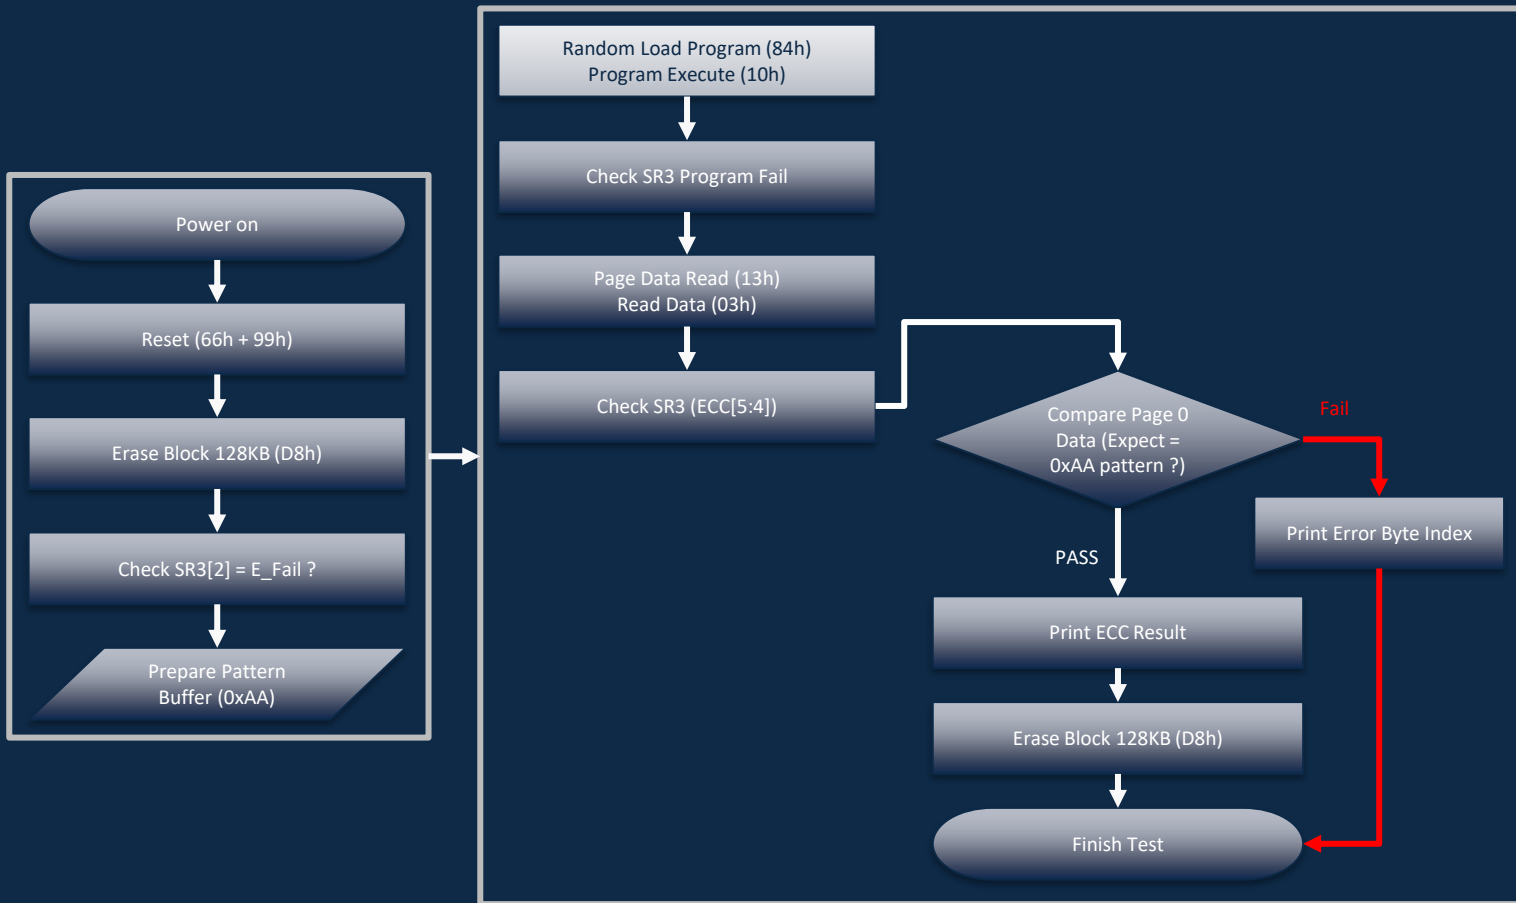 Power on
Reset (66h + 99h)
Erase Block 128KB (D8h)
Check SR3[2] = E_Fail ?
Prepare Pattern
Buffer (0xAA)
Random Load Program (84h)
Program Execute (10h)
Check SR3 Program Fail
Page Data Read (13h)
Read Data (03h)
Check SR3 (ECC[5:4])
Compare Page 0
Data (Expect =
0xAA pattern ?)
Fail
Print Error Byte Index
PASS
Print ECC Result
Erase Block 128KB (D8h)
Finish Test